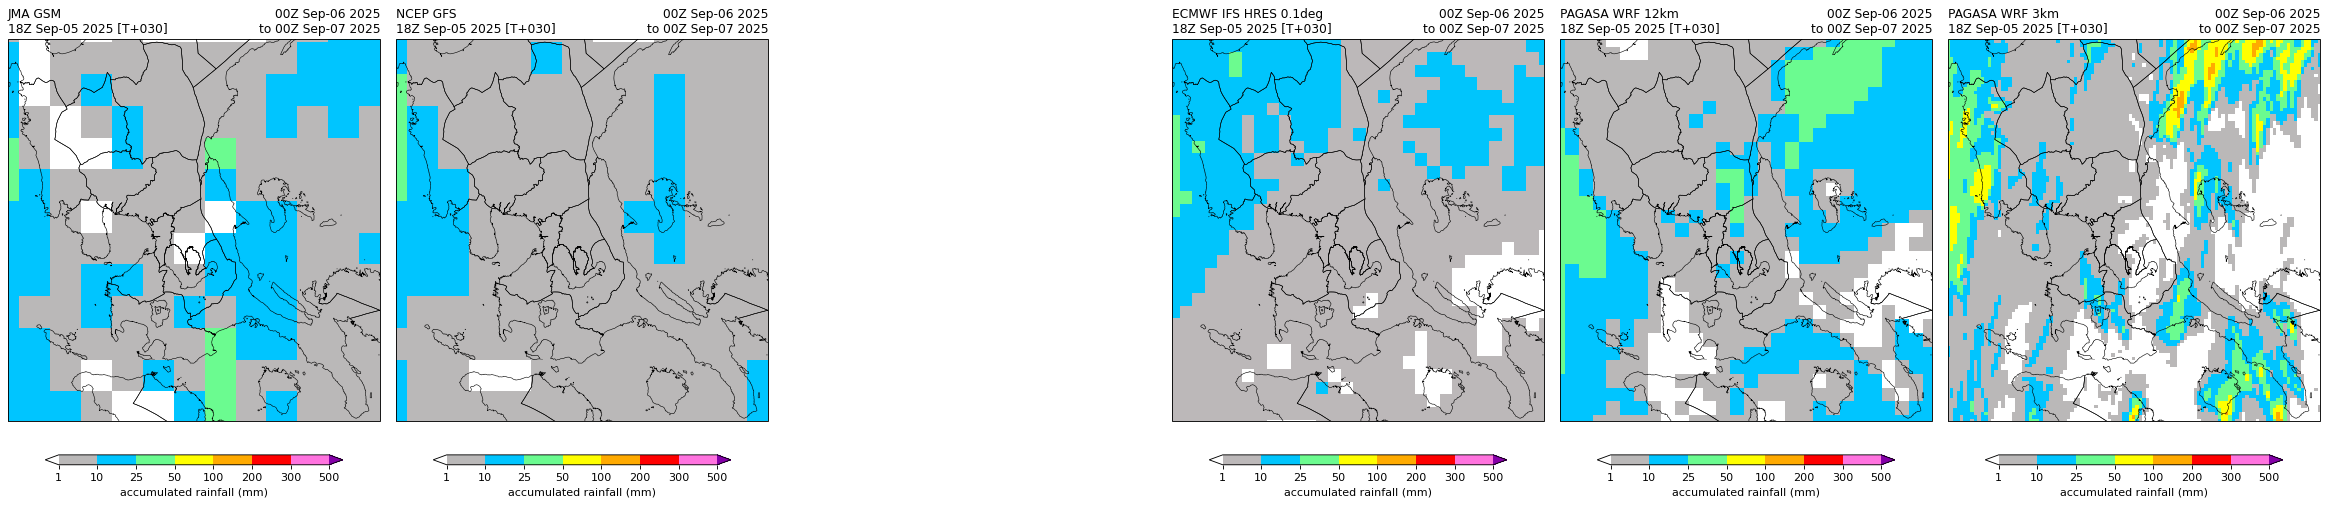 JMA GSM 00Z Sep-06 2025
18Z Sep-05 2025 [T+030] to 00Z Sep-07 2025
1 10 25 50 100 200 300 500
accumulated rainfall (mm)
NCEP GFS 00Z Sep-06 2025
18Z Sep-05 2025 [T+030] to 00Z Sep-07 2025
1 10 25 50 100 200 300 500
accumulated rainfall (mm)
ECMWF IFS HRES 0.1deg 00Z Sep-06 2025
18Z Sep-05 2025 [T+030] to 00Z Sep-07 2025
1 10 25 50 100 200 300 500
accumulated rainfall (mm)
PAGASA WRF 12km 00Z Sep-06 2025
18Z Sep-05 2025 [T+030] to 00Z Sep-07 2025
1 10 25 50 100 200 300 500
accumulated rainfall (mm)
PAGASA WRF 3km 00Z Sep-06 2025
18Z Sep-05 2025 [T+030] to 00Z Sep-07 2025
1 10 25 50 100 200 300 500
accumulated rainfall (mm)